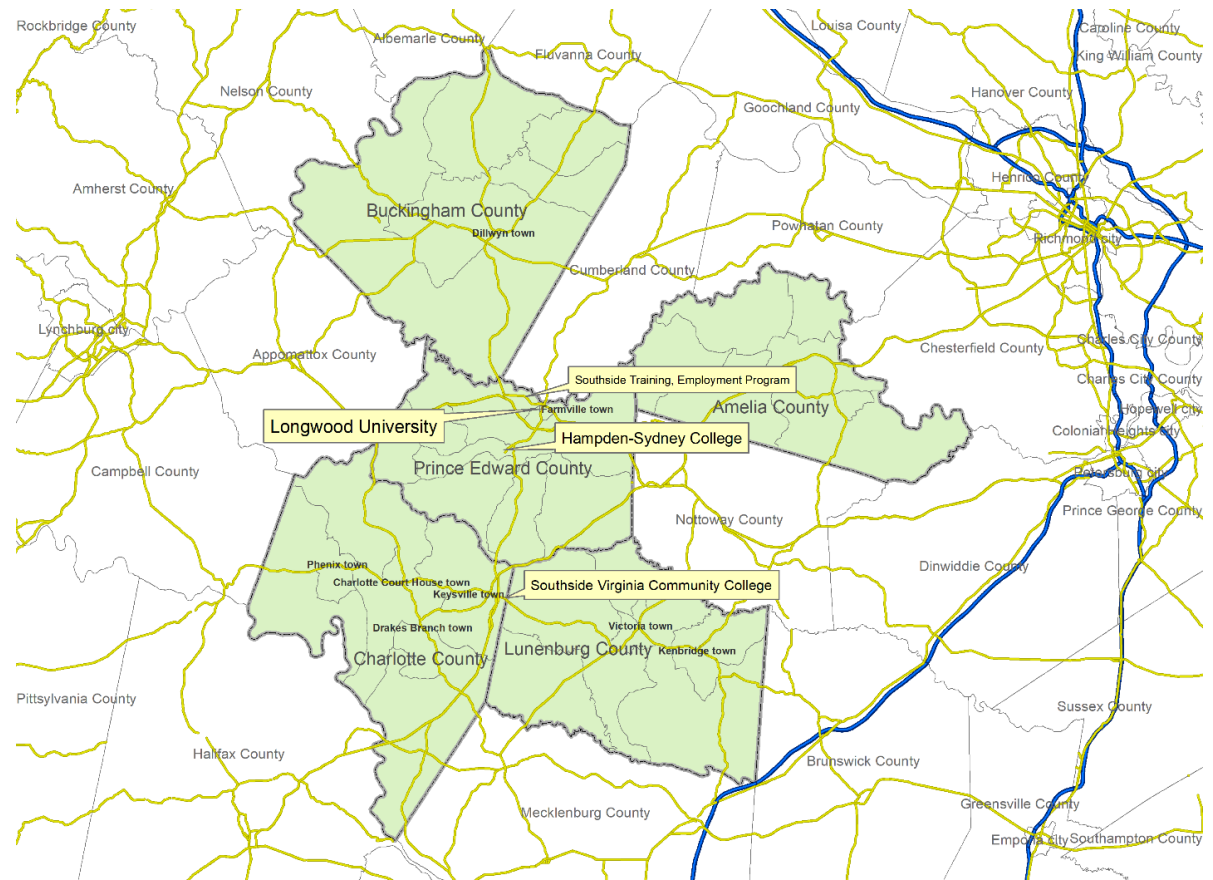 Rockbridge County
Albemarle County
Louisa County
Caroline County
Fluvanna County
King William County
Nelson County
Hanover County
Goochland County
Amherst County
Henrico County
Buckingham County
Dillwyn town
Powhatan County
Richmond city
Cumberland County
Lynchburg city
Appomattox County
Chesterfield County
Charles City County
Southside Training, Employment Program
Charles City County
Farmville town
Amelia County
Hopewell city
Longwood University
Hampden-Sydney College
Colonial Heights city
Campbell County
Prince Edward County
Petersburg city
Prince George County
Nottoway County
Phenix town
Dinwiddie County
Charlotte Court House town
Southside Virginia Community College
Keysville town
Drakes Branch town
Victoria town
Charlotte County
Lunenburg County
Kenbridge town
Pittsylvania County
Sussex County
Halifax County
Brunswick County
Mecklenburg County
Greensville County
Emporia city
Southampton County